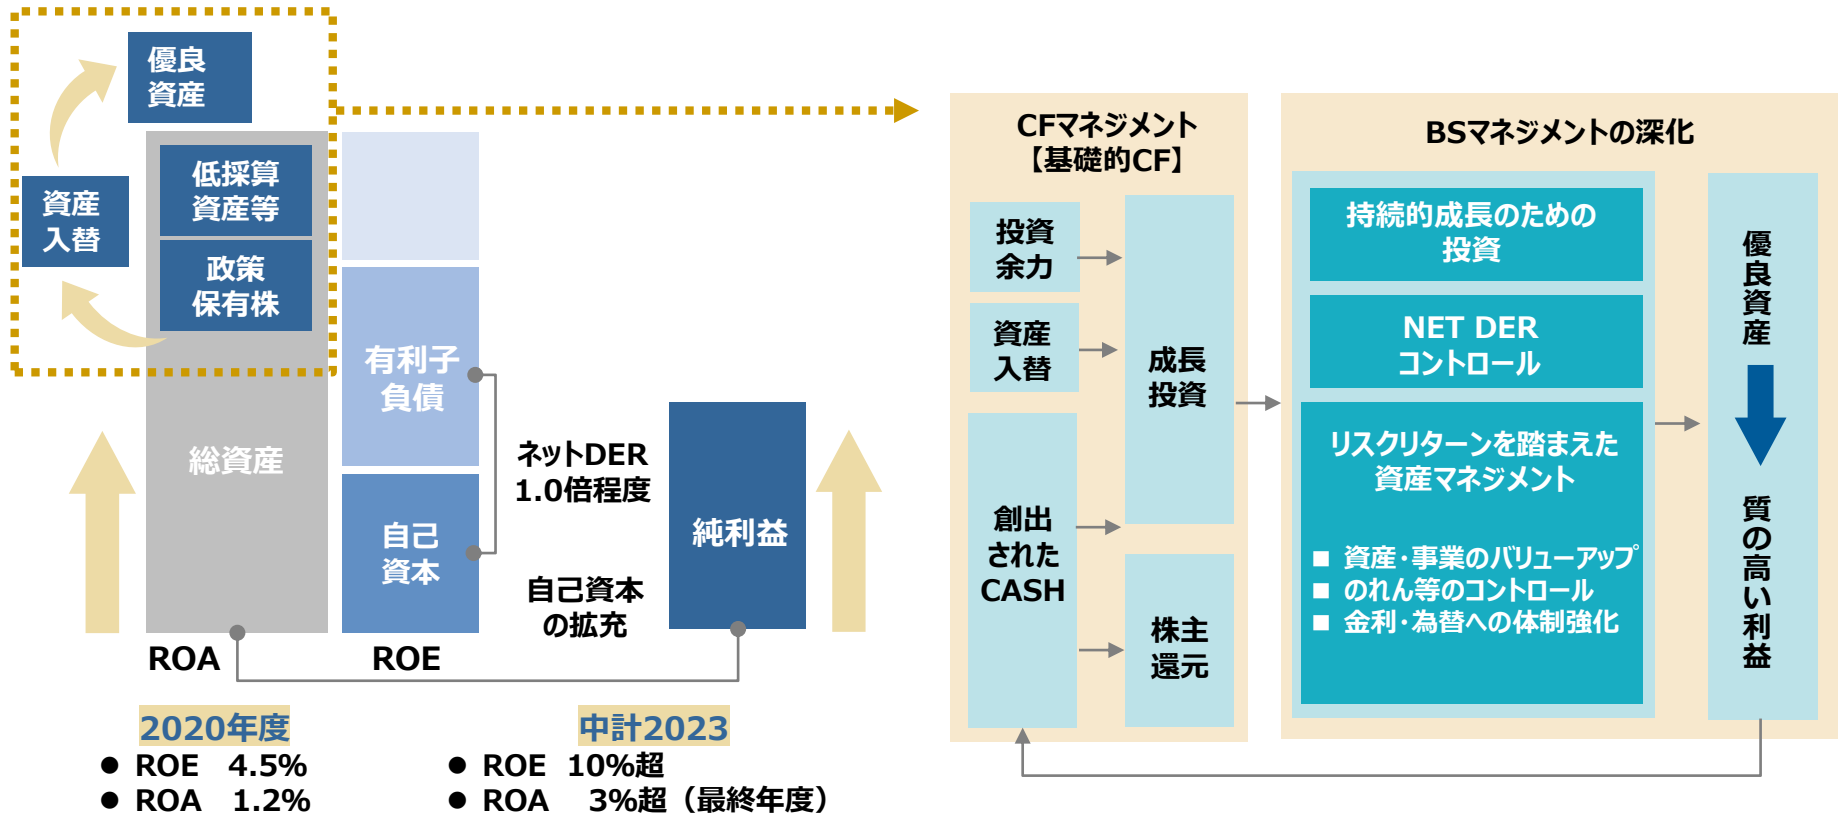 優良
資産
低採算
資産等
資産
入替
政策
保有株
総資産
有利子
負債
自己
資本
ネットDER
1.0倍程度
自己資本
の拡充
純利益
ROA
ROE
2020年度
● ROE 4.5%
● ROA 1.2%
中計2023
● ROE 10%超
● ROA 3%超（最終年度）
CFマネジメント
【基礎的CF】
投資
余力
資産
入替
創出
された
CASH
成長
投資
株主
還元
BSマネジメントの深化
持続的成長のための
投資
NET DER
コントロール
リスクリターンを踏まえた
資産マネジメント
■ 資産・事業のバリューアップ
■ のれん等のコントロール
■ 金利・為替への体制強化
優良資産
質の高い利益